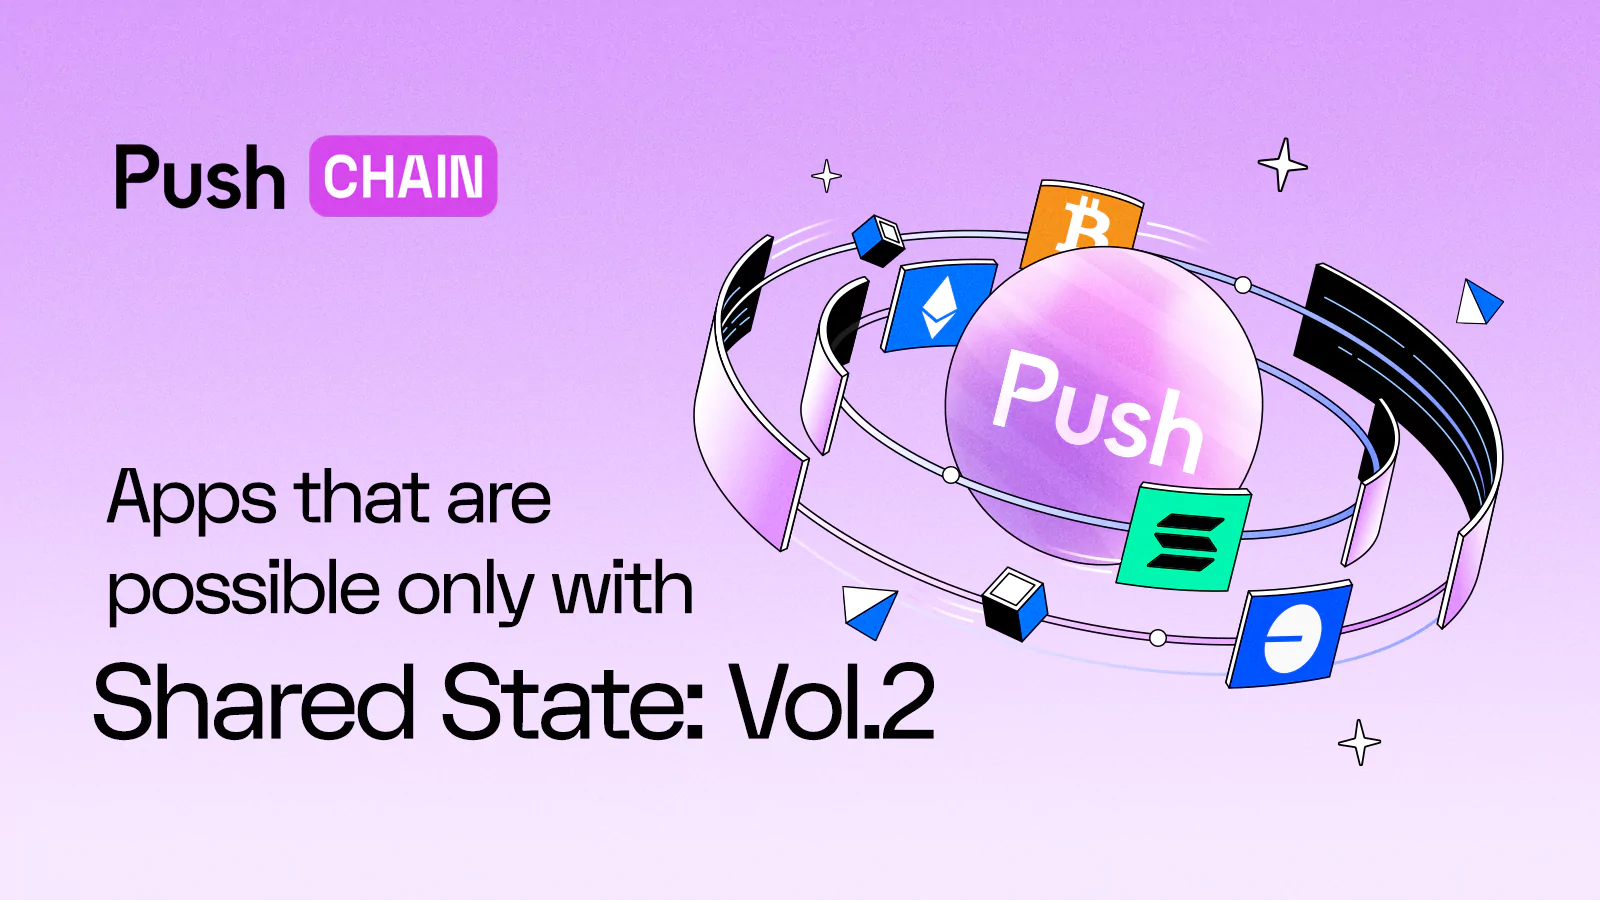 Push CHAIN
Apps that are
possible only with
Shared State: Vol.2
Push